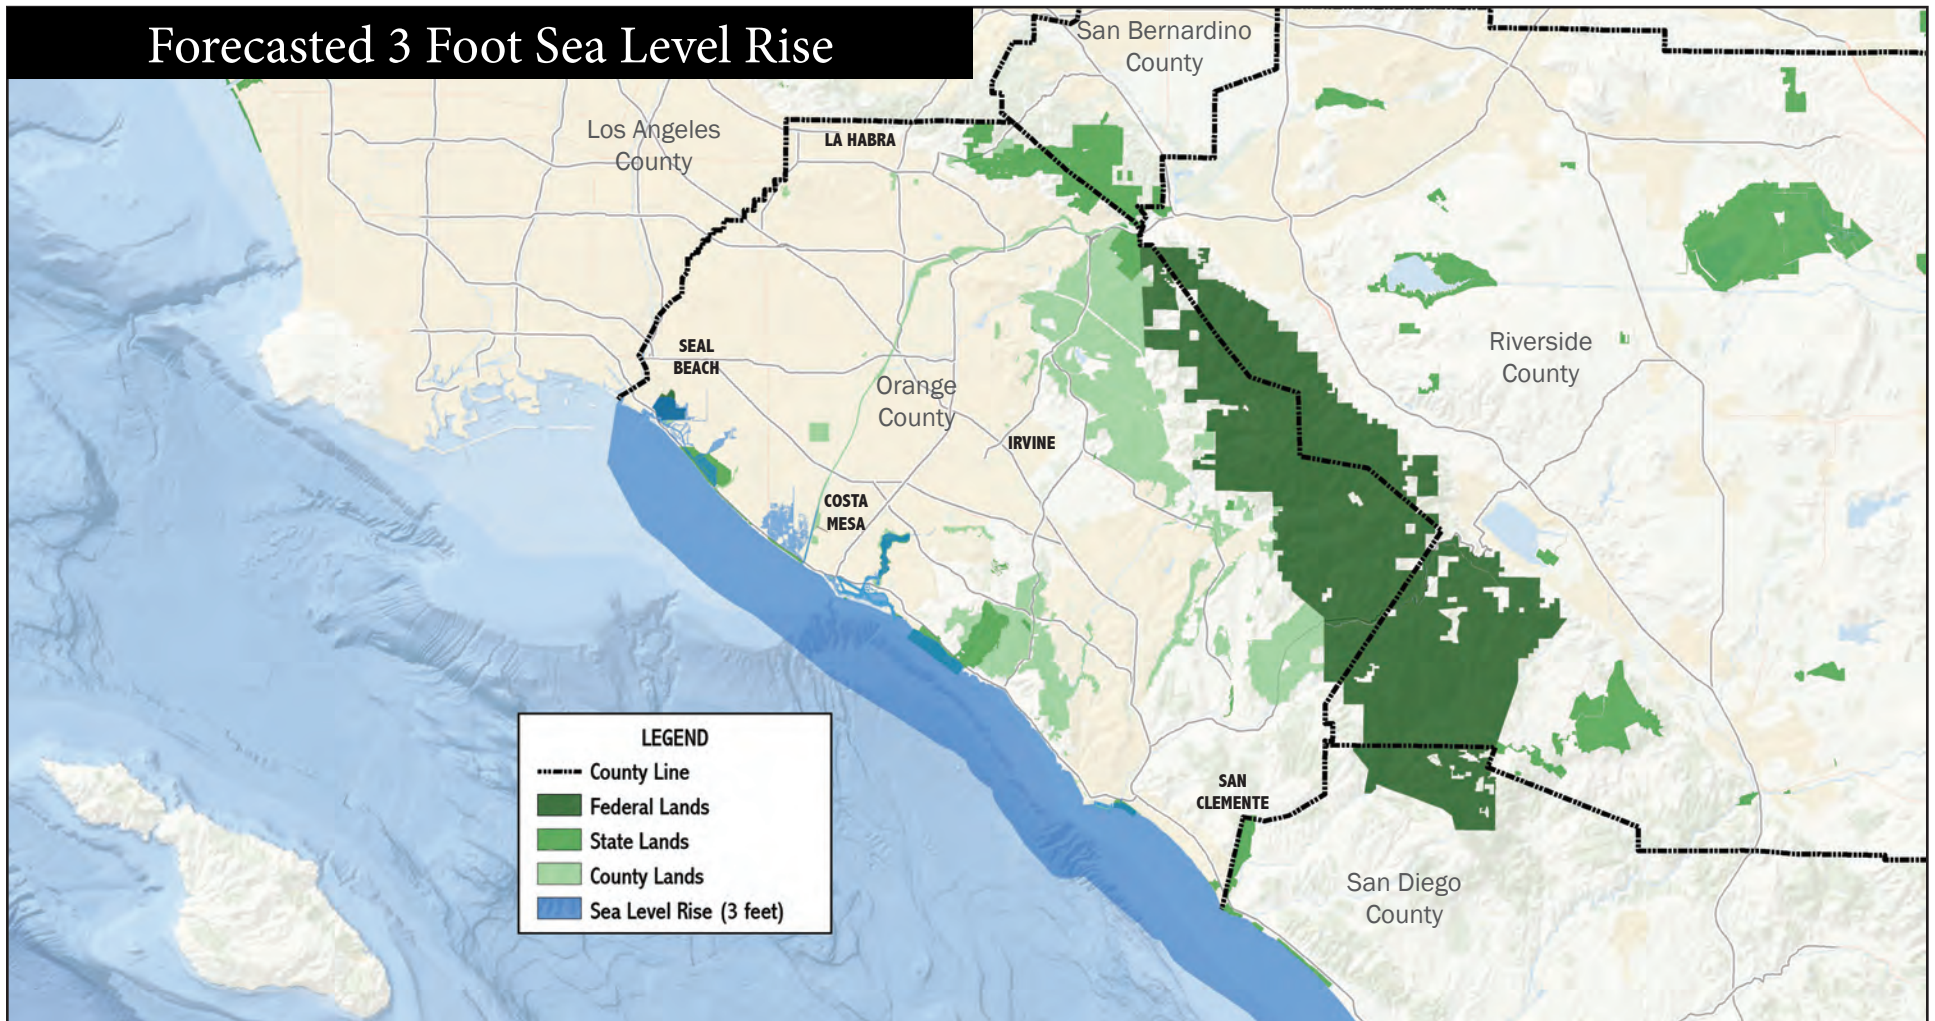 Forecasted 3 Foot Sea Level Rise
San Bernardino
County
Los Angeles
County
LA HABRA
SEAL
BEACH
Orange
County
IRVINE
Riverside
County
COSTA
MESA
SAN
CLEMENTE
San Diego
County
LEGEND
County Line
Federal Lands
State Lands
County Lands
Sea Level Rise (3 feet)